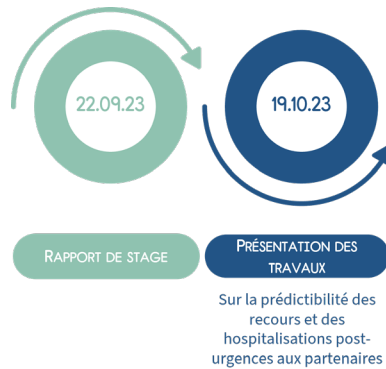 22.09.23
19.10.23
RAPPORT DE STAGE
PRÉSENTATION DES
TRAVAUX
Sur la prédictibilité des
recours et des
hospitalisations post-
urgences aux partenaires